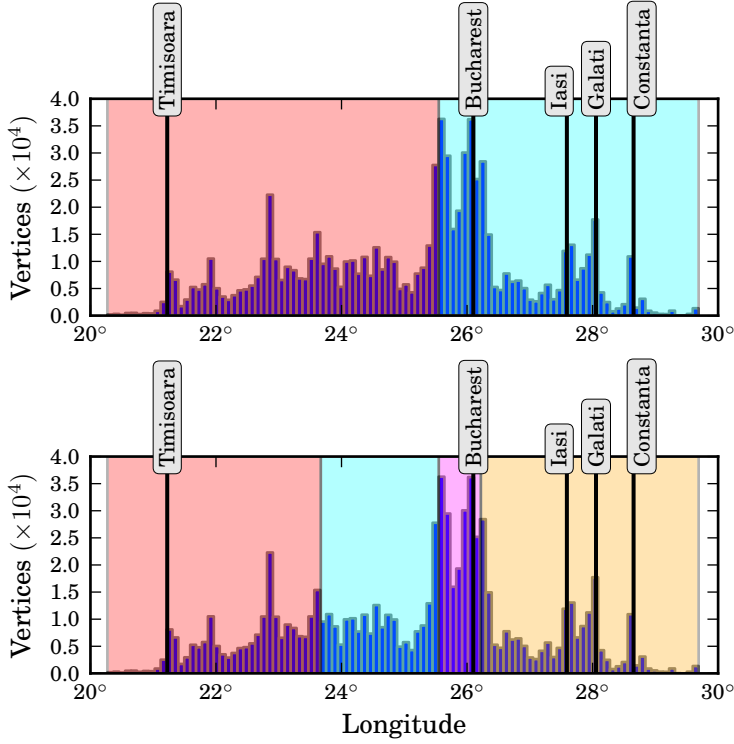 Timisoara
Bucharest
Iasi
Galati
Constanta
Vertices (×10⁴)
4.0
3.5
3.0
2.5
2.0
1.5
1.0
0.5
0.0
20° 22° 24° 26° 28° 30°
Timisoara
Bucharest
Iasi
Galati
Constanta
Vertices (×10⁴)
4.0
3.5
3.0
2.5
2.0
1.5
1.0
0.5
0.0
20° 22° 24° 26° 28° 30°
Longitude